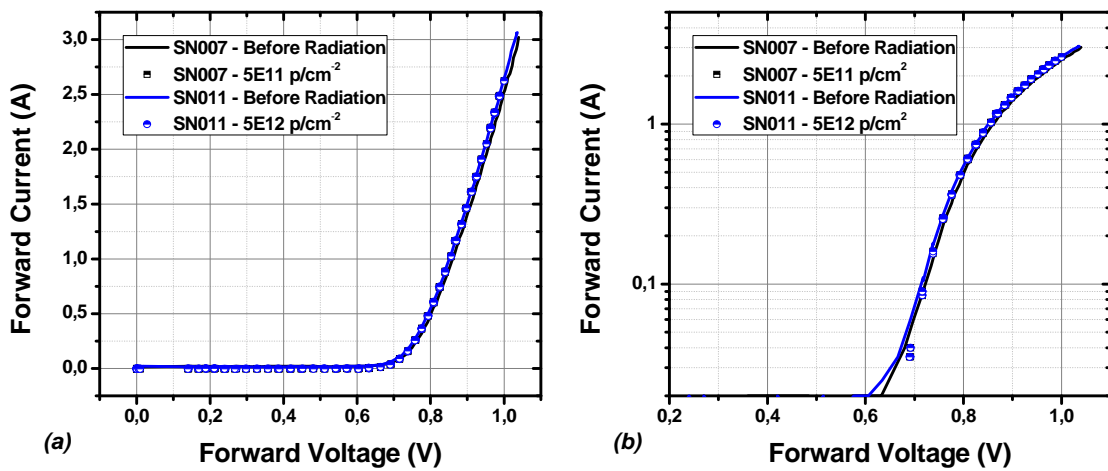 3,0
2,5
2,0
1,5
1,0
0,5
0,0
Forward Current (A)
SN007 - Before Radiation
SN007 - 5E11 p/cm⁻²
SN011 - Before Radiation
SN011 - 5E12 p/cm⁻²
0,0 0,2 0,4 0,6 0,8 1,0
(a) Forward Voltage (V)
1
0,1
Forward Current (A)
SN007 - Before Radiation
SN007 - 5E11 p/cm²
SN011 - Before Radiation
SN011 - 5E12 p/cm²
0,2 0,4 0,6 0,8 1,0
(b) Forward Voltage (V)